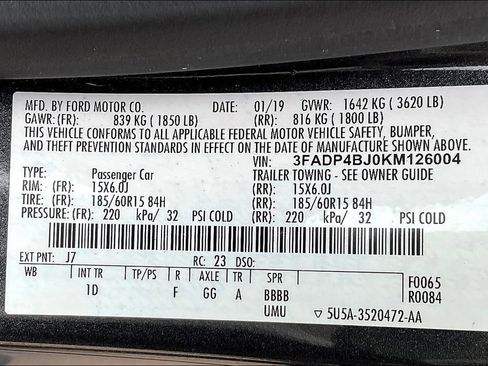 MFD. BY FORD MOTOR CO. DATE: 01/19 GVWR: 1642 KG ( 3620 LB)
GAWR: (FR): 839 KG ( 1850 LB) (RR): 816 KG ( 1800 LB)
THIS VEHICLE CONFORMS TO ALL APPLICABLE FEDERAL MOTOR VEHICLE SAFETY, BUMPER,
AND THEFT PREVENTION STANDARDS IN EFFECT ON THE DATE OF MANUFACTURE SHOWN ABOVE.
VIN: 3FADP4BJ0KM126004
TYPE: Passenger Car TRAILER TOWING - SEE OWNER GUIDE
RIM: (FR): 15X6.0J (RR): 15X6.0J
TIRE: (FR): 185/60R15 84H (RR): 185/60R15 84H
PRESSURE: (FR): 220 kPa/ 32 PSI COLD (RR): 220 kPa/ 32 PSI COLD
EXT PNT: J7 RC: 23 DSO:
WB INT TR TP/PS R AXLE TR SPR F0065
1D F GG A BBBB R0084
UMU ▽ 5U5A-3520472-AA